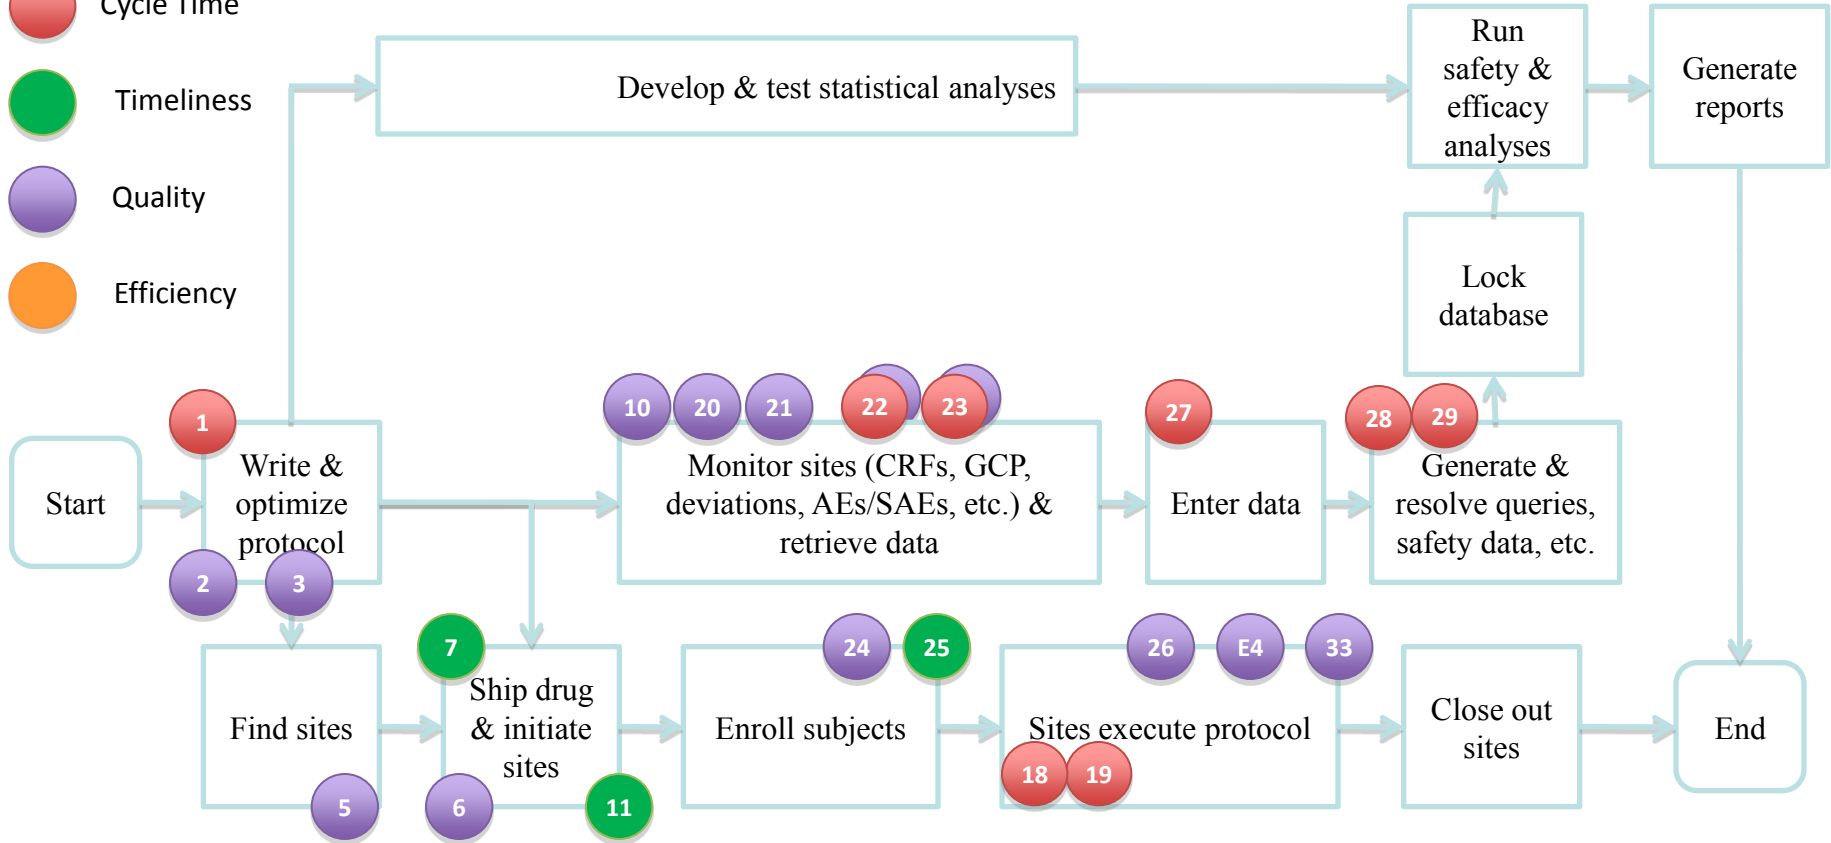 Cycle Time
Timeliness
Quality
Efficiency
Develop & test statistical analyses
Run
safety &
efficacy
analyses
Generate
reports
Lock
database
1
10
20
21
22
23
27
28
29
Start
Write &
optimize
protocol
2
3
Monitor sites (CRFs, GCP,
deviations, AEs/SAEs, etc.) &
retrieve data
Enter data
Generate &
resolve queries,
safety data, etc.
7
24
25
26
E4
33
Find sites
5
Ship drug
& initiate
sites
6
11
Enroll subjects
Sites execute protocol
18
19
Close out
sites
End